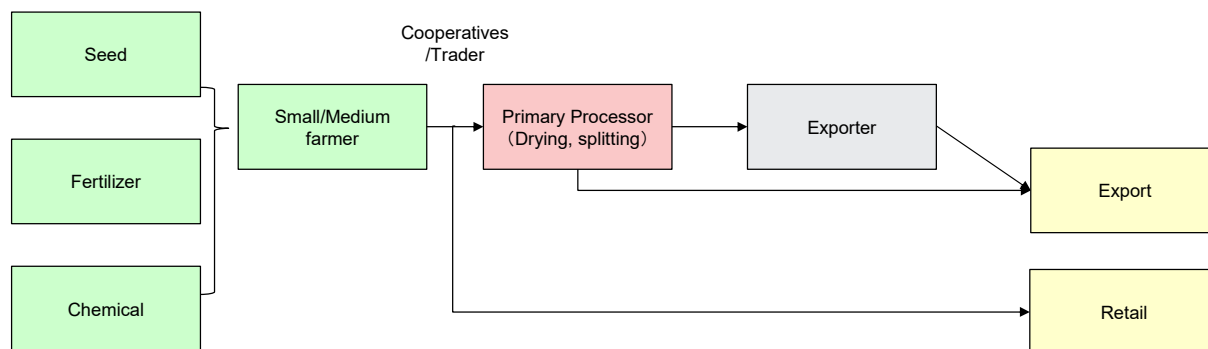 Seed
Fertilizer
Chemical
Small/Medium
farmer
Cooperatives
/Trader
Primary Processor
（Drying, splitting）
Exporter
Export
Retail